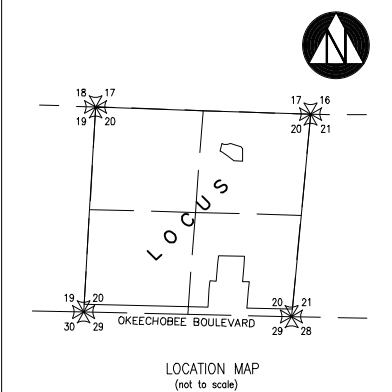 N
18 17
19 20
17 16
20 21
LOCUS
19 20
30 29
20 21
29 28
OKEECHOBEE BOULEVARD
LOCATION MAP
(not to scale)